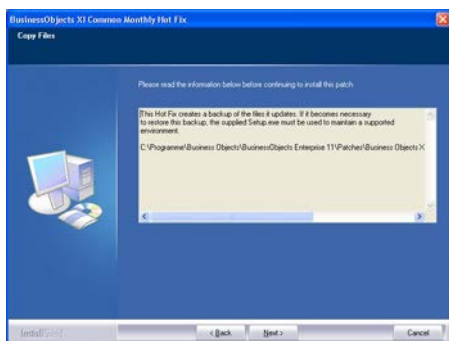 BusinessObjects XI Common Monthly Hot Fix
Copy Files
Please read the information below before continuing to install this patch
This Hot Fix creates a backup of the files it updates. If it becomes necessary
to restore this backup, the supplied Setup.exe must be used to maintain a supported
environment.
C:\Programme\Business Objects\BusinessObjects Enterprise 11\Patches\Business Objects X
InstallShield
< Back
Next >
Cancel